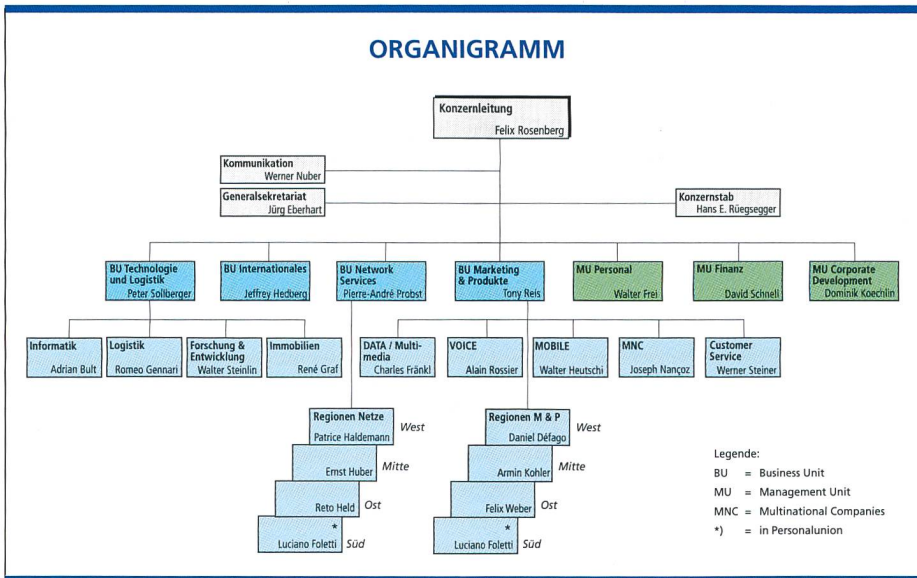 ORGANIGRAMM
Konzernleitung
Felix Rosenberg
Kommunikation
Werner Nuber
Generalsekretariat
Jürg Eberhart
Konzernstab
Hans E. Rüegsegger
BU Technologie
und Logistik
Peter Sollberger
BU Internationales
Jeffrey Hedberg
BU Network
Services
Pierre-André Probst
BU Marketing
& Produkte
Tony Reis
MU Personal
Walter Frei
MU Finanz
David Schnell
MU Corporate
Development
Dominik Koechlin
Informatik
Adrian Bult
Logistik
Romeo Gennari
Forschung &
Entwicklung
Walter Steinlin
Immobilien
René Graf
DATA / Multi-
media
Charles Fränkl
VOICE
Alain Rossier
MOBILE
Walter Heutschi
MNC
Joseph Nançoz
Customer
Service
Werner Steiner
Regionen Netze
Patrice Haldemann
West
Ernst Huber
Mitte
Reto Held
Ost
*
Luciano Foletti
Süd
Regionen M & P
Daniel Défago
West
Armin Kohler
Mitte
Felix Weber
Ost
*
Luciano Foletti
Süd
Legende:
BU = Business Unit
MU = Management Unit
MNC = Multinational Companies
*) = in Personalunion